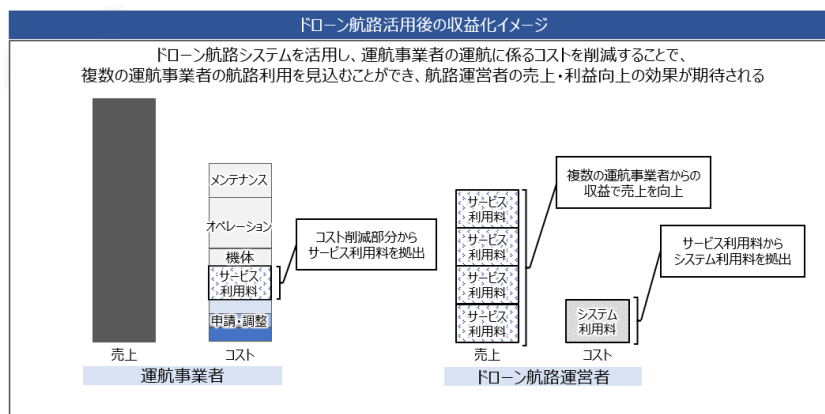 ドローン航路活用後の収益化イメージ
ドローン航路システムを活用し、運航事業者の運航に係るコストを削減することで、
複数の運航事業者の航路利用を見込むことができ、航路運営者の売上・利益向上の効果が期待される
メンテナンス
オペレーション
機体
サービス
利用料
申請・調整
コスト削減部分から
サービス利用料を拠出
売上
コスト
運航事業者
サービス
利用料
サービス
利用料
サービス
利用料
サービス
利用料
複数の運航事業者からの
収益で売上を向上
システム
利用料
サービス利用料から
システム利用料を拠出
売上
コスト
ドローン航路運営者